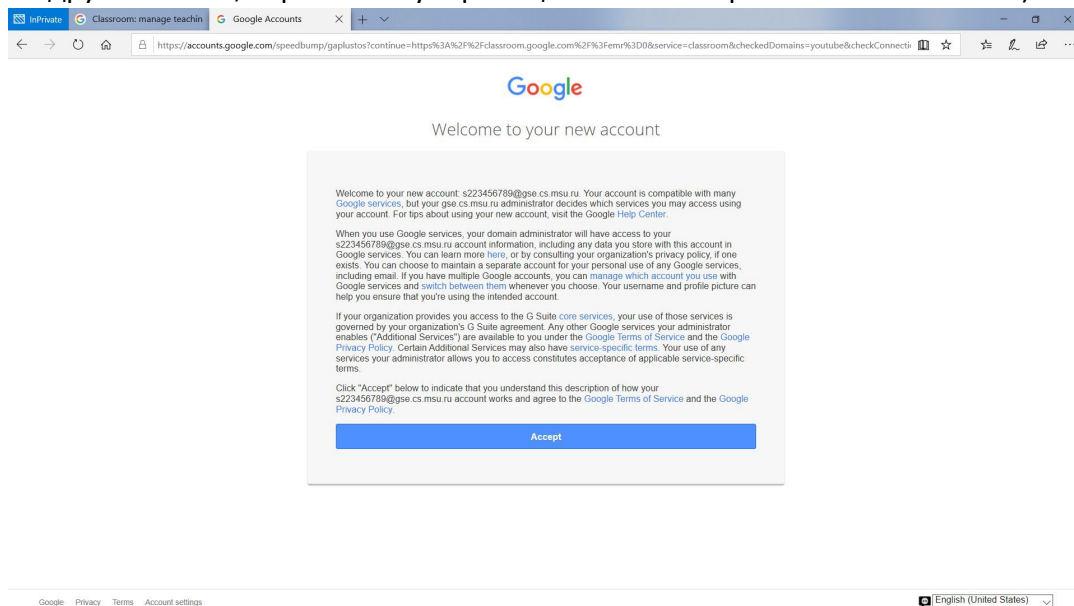 InPrivate Classroom: manage teachin Google Accounts
https://accounts.google.com/speedbump/gaplustos?continue=https%3A%2F%2Fclassroom.google.com%2F%3Femr%3D0&service=classroom&checkedDomains=youtube&checkConnecti
Google
Welcome to your new account
Welcome to your new account: s223456789@gse.cs.msu.ru. Your account is compatible with many
Google services, but your gse.cs.msu.ru administrator decides which services you may access using
your account. For tips about using your new account, visit the Google Help Center.
When you use Google services, your domain administrator will have access to your
s223456789@gse.cs.msu.ru account information, including any data you store with this account in
Google services. You can learn more here, or by consulting your organization's privacy policy, if one
exists. You can choose to maintain a separate account for your personal use of any Google services,
including email. If you have multiple Google accounts, you can manage which account you use with
Google services and switch between them whenever you choose. Your username and profile picture can
help you ensure that you're using the intended account.
If your organization provides you access to the G Suite core services, your use of those services is
governed by your organization's G Suite agreement. Any other Google services your administrator
enables ("Additional Services") are available to you under the Google Terms of Service and the Google
Privacy Policy. Certain Additional Services may also have service-specific terms. Your use of any
services your administrator allows you to access constitutes acceptance of applicable service-specific
terms.
Click "Accept" below to indicate that you understand this description of how your
s223456789@gse.cs.msu.ru account works and agree to the Google Terms of Service and the Google
Privacy Policy.
Accept
Google Privacy Terms Account settings English (United States)